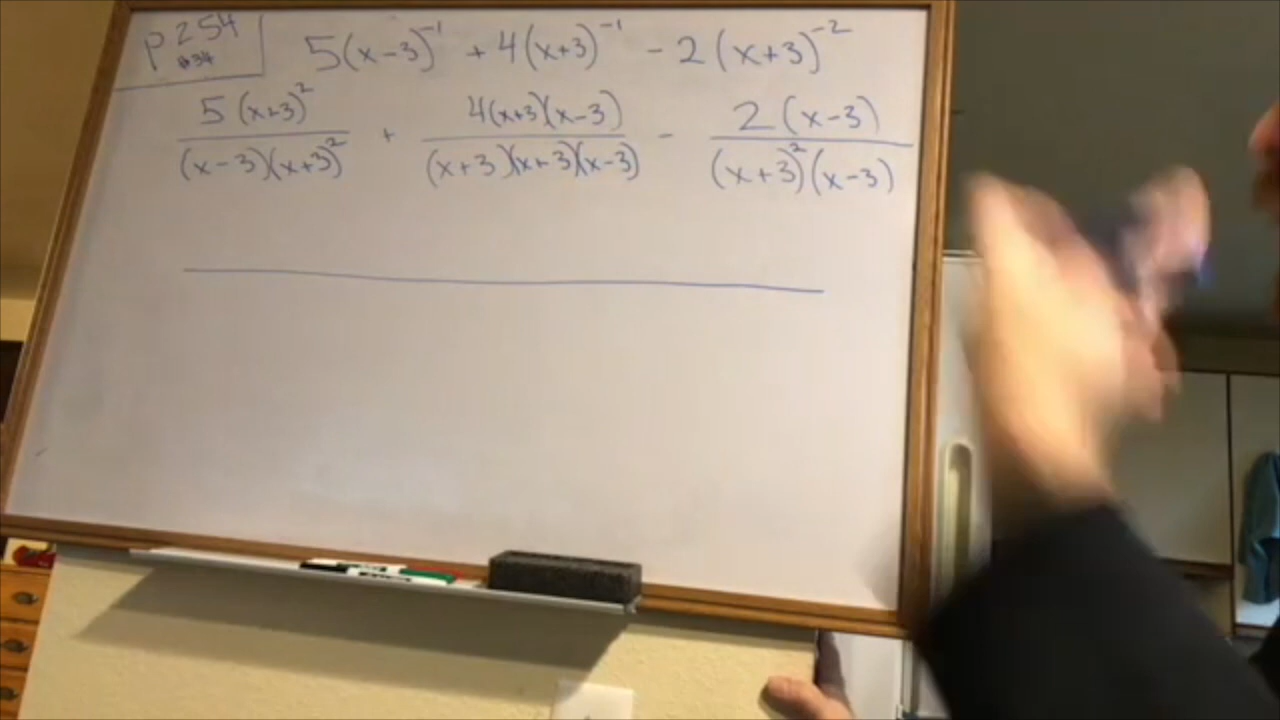 p 254
#34
5(x-3)⁻¹ + 4(x+3)⁻¹ - 2(x+3)⁻²
5(x+3)² + 4(x+3)(x-3) - 2(x-3)
(x-3)(x+3)² (x+3)(x+3)(x-3) (x+3)²(x-3)